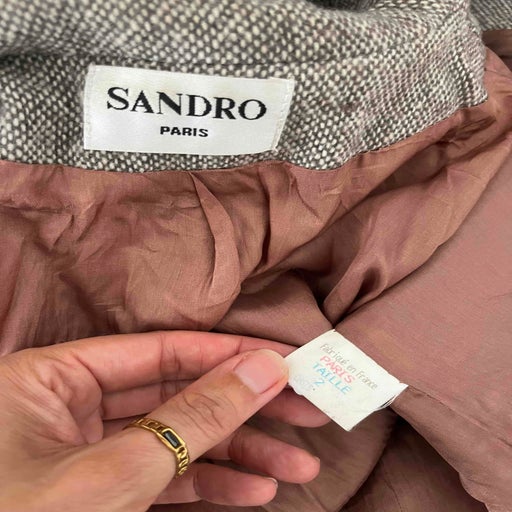 SANDRO
PARIS
Fabriqué en France
PARIS
TAILLE
2